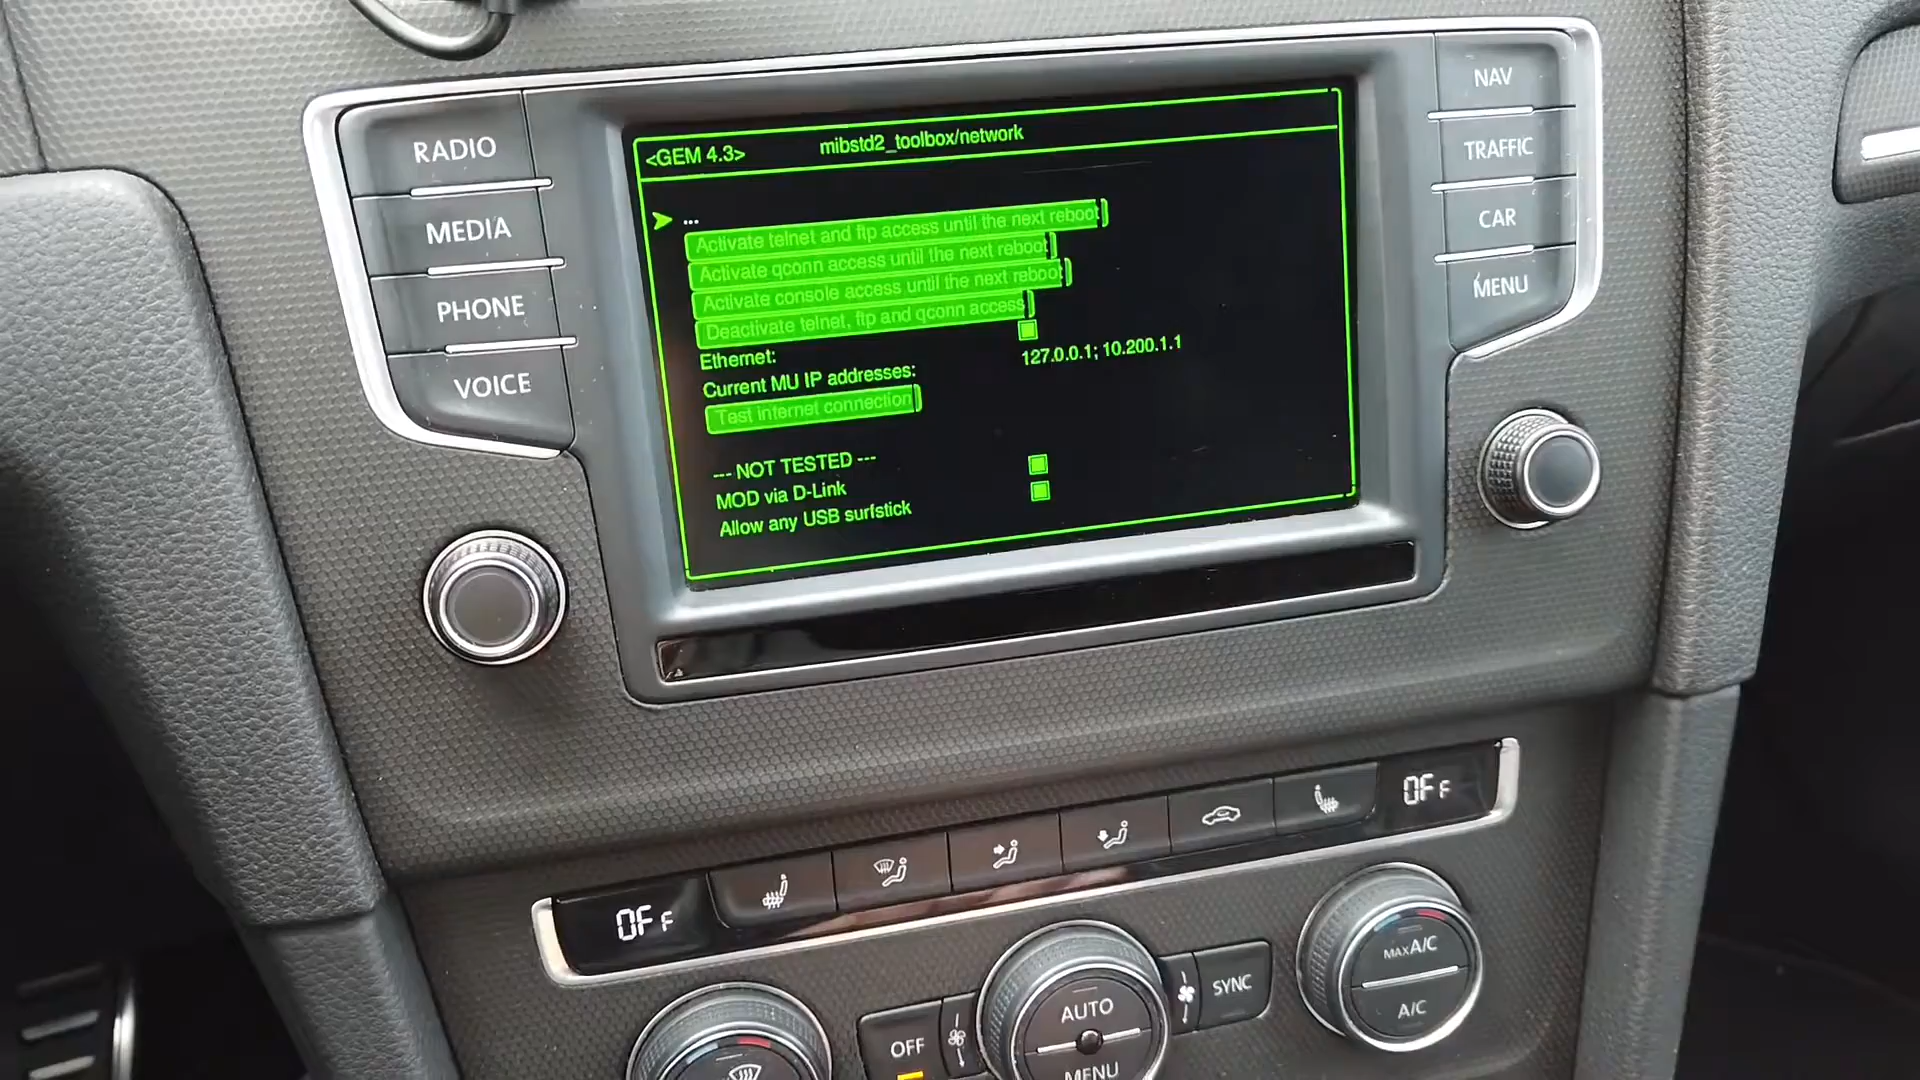 RADIO
MEDIA
PHONE
VOICE
<GEM 4.3>
mibstd2_toolbox/network
...
Activate telnet and ftp access until the next reboot
Activate qconn access until the next reboot
Activate console access until the next reboot
Deactivate telnet, ftp and qconn access
Ethernet:
Current MU IP addresses: 127.0.0.1; 10.200.1.1
Test internet connection
--- NOT TESTED ---
MOD via D-Link
Allow any USB surfstick
NAV
TRAFFIC
CAR
MENU
OFF
OFF
OFF
AUTO
MENU
SYNC
MAX A/C
A/C